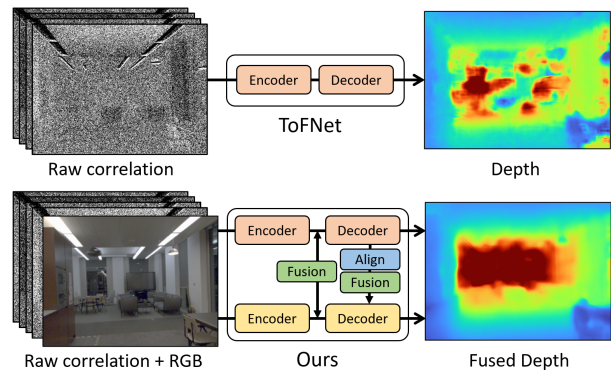 Encoder
Decoder
ToFNet
Raw correlation
Depth
Encoder
Decoder
Fusion
Align
Fusion
Encoder
Decoder
Raw correlation + RGB
Ours
Fused Depth